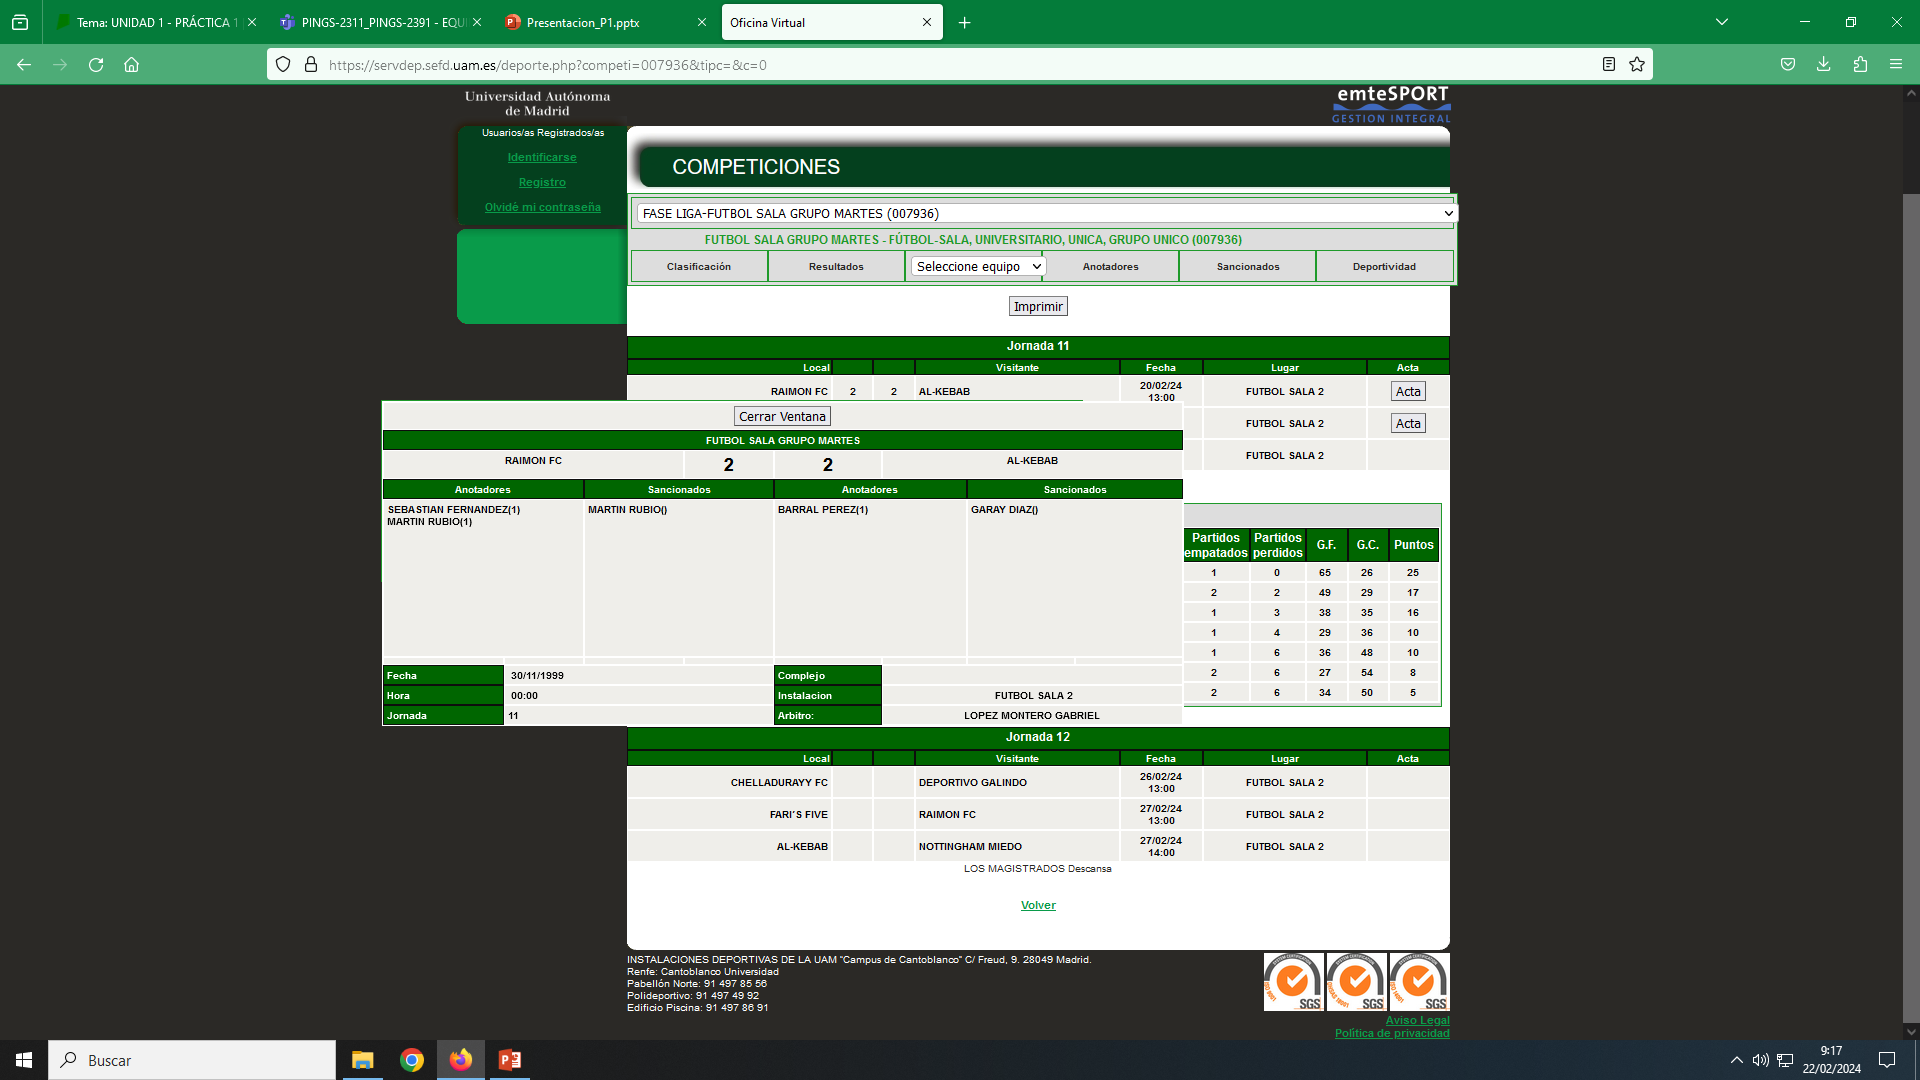 Tema: UNIDAD 1 - PRÁCTICA 1
PINGS-2311_PINGS-2391 - EQU
Presentacion_P1.pptx
Oficina Virtual
https://servdep.sefd.uam.es/deporte.php?competi=007936&tipc=&c=0
Universidad Autónoma
de Madrid
emteSPORT
GESTION INTEGRAL
Usuarios/as Registrados/as
Identificarse
Registro
Olvidé mi contraseña
COMPETICIONES
FASE LIGA-FUTBOL SALA GRUPO MARTES (007936)
FUTBOL SALA GRUPO MARTES - FÚTBOL-SALA, UNIVERSITARIO, UNICA, GRUPO UNICO (007936)
Clasificación Resultados Seleccione equipo Anotadores Sancionados Deportividad
Imprimir
Jornada 11
Local Visitante Fecha Lugar Acta
RAIMON FC 2 2 AL-KEBAB 20/02/24 13:00 FUTBOL SALA 2 Acta
FUTBOL SALA 2 Acta
FUTBOL SALA 2
Cerrar Ventana
FUTBOL SALA GRUPO MARTES
RAIMON FC 2 2 AL-KEBAB
Anotadores Sancionados Anotadores Sancionados
SEBASTIAN FERNANDEZ(1) MARTIN RUBIO() BARRAL PEREZ(1) GARAY DIAZ()
MARTIN RUBIO(1)
Fecha 30/11/1999 Complejo
Hora 00:00 Instalacion FUTBOL SALA 2
Jornada 11 Arbitro: LOPEZ MONTERO GABRIEL
Partidos empatados Partidos perdidos G.F. G.C. Puntos
1 0 65 26 25
2 2 49 29 17
1 3 38 35 16
1 4 29 36 10
1 6 36 48 10
2 6 27 54 8
2 6 34 50 5
Jornada 12
Local Visitante Fecha Lugar Acta
CHELLADURAYY FC DEPORTIVO GALINDO 26/02/24 13:00 FUTBOL SALA 2
FARI'S FIVE RAIMON FC 27/02/24 13:00 FUTBOL SALA 2
AL-KEBAB NOTTINGHAM MIEDO 27/02/24 14:00 FUTBOL SALA 2
LOS MAGISTRADOS Descansa
Volver
INSTALACIONES DEPORTIVAS DE LA UAM "Campus de Cantoblanco" C/ Freud, 9. 28049 Madrid.
Renfe: Cantoblanco Universidad
Pabellón Norte: 91 497 85 56
Polideportivo: 91 497 49 92
Edificio Piscina: 91 497 86 91
SGS SGS SGS
Aviso Legal
Política de privacidad
Buscar
9:17
22/02/2024